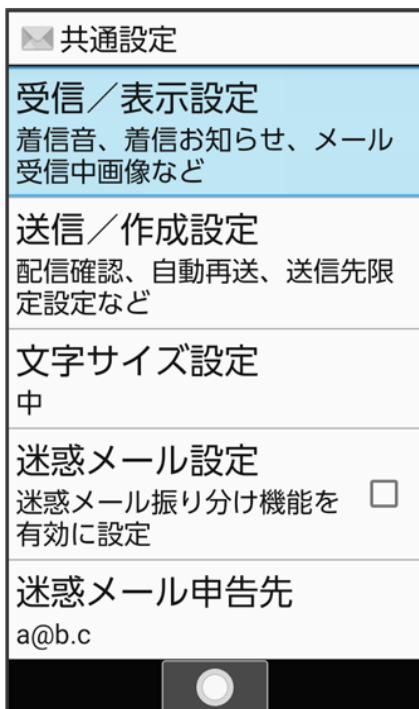 共通設定
受信／表示設定
着信音、着信お知らせ、メール
受信中画像など
送信／作成設定
配信確認、自動再送、送信先限
定設定など
文字サイズ設定
中
迷惑メール設定
迷惑メール振り分け機能を
有効に設定
迷惑メール申告先
a@b.c